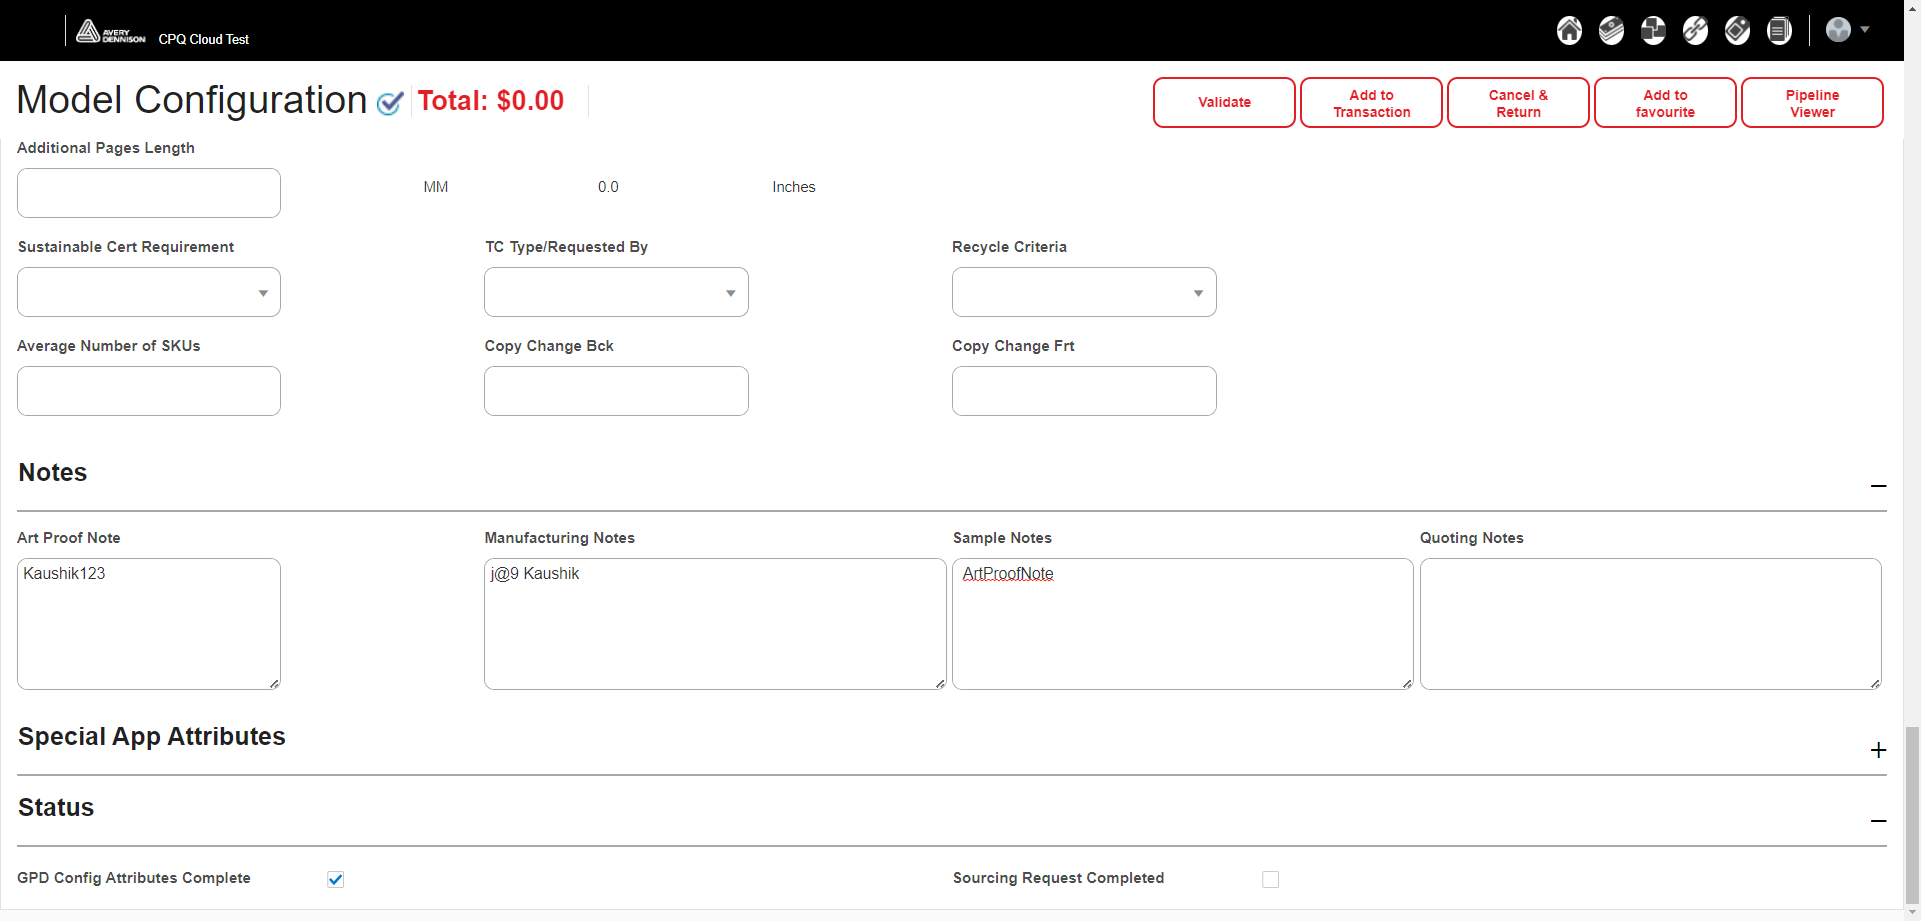 AVERY
DENNISON
CPQ Cloud Test
Model Configuration
Total: $0.00
Validate
Add to
Transaction
Cancel &
Return
Add to
favourite
Pipeline
Viewer
Additional Pages Length
MM
0.0
Inches
Sustainable Cert Requirement
TC Type/Requested By
Recycle Criteria
Average Number of SKUs
Copy Change Bck
Copy Change Frt
Notes
Art Proof Note
Manufacturing Notes
Sample Notes
Quoting Notes
Kaushik123
j@9 Kaushik
ArtProofNote
Special App Attributes
Status
GPD Config Attributes Complete
Sourcing Request Completed